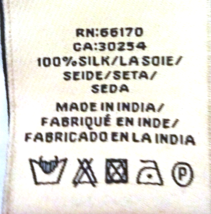 RN:66170
CA:30254
100%SILK/LA SOIE/
SEIDE/SETA/
SEDA
MADE IN INDIA/
FABRIQUÉ EN INDE/
FABRICADO EN LA INDIA
P